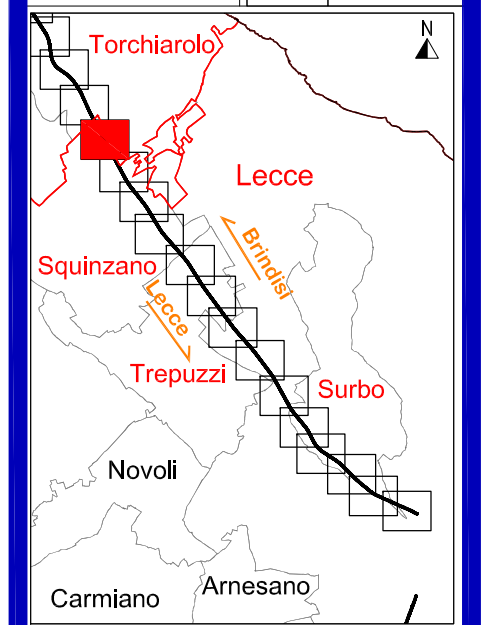 N
Torchiarolo
Lecce
Brindisi
Squinzano
Lecce
Trepuzzi
Surbo
Novoli
Arnesano
Carmiano